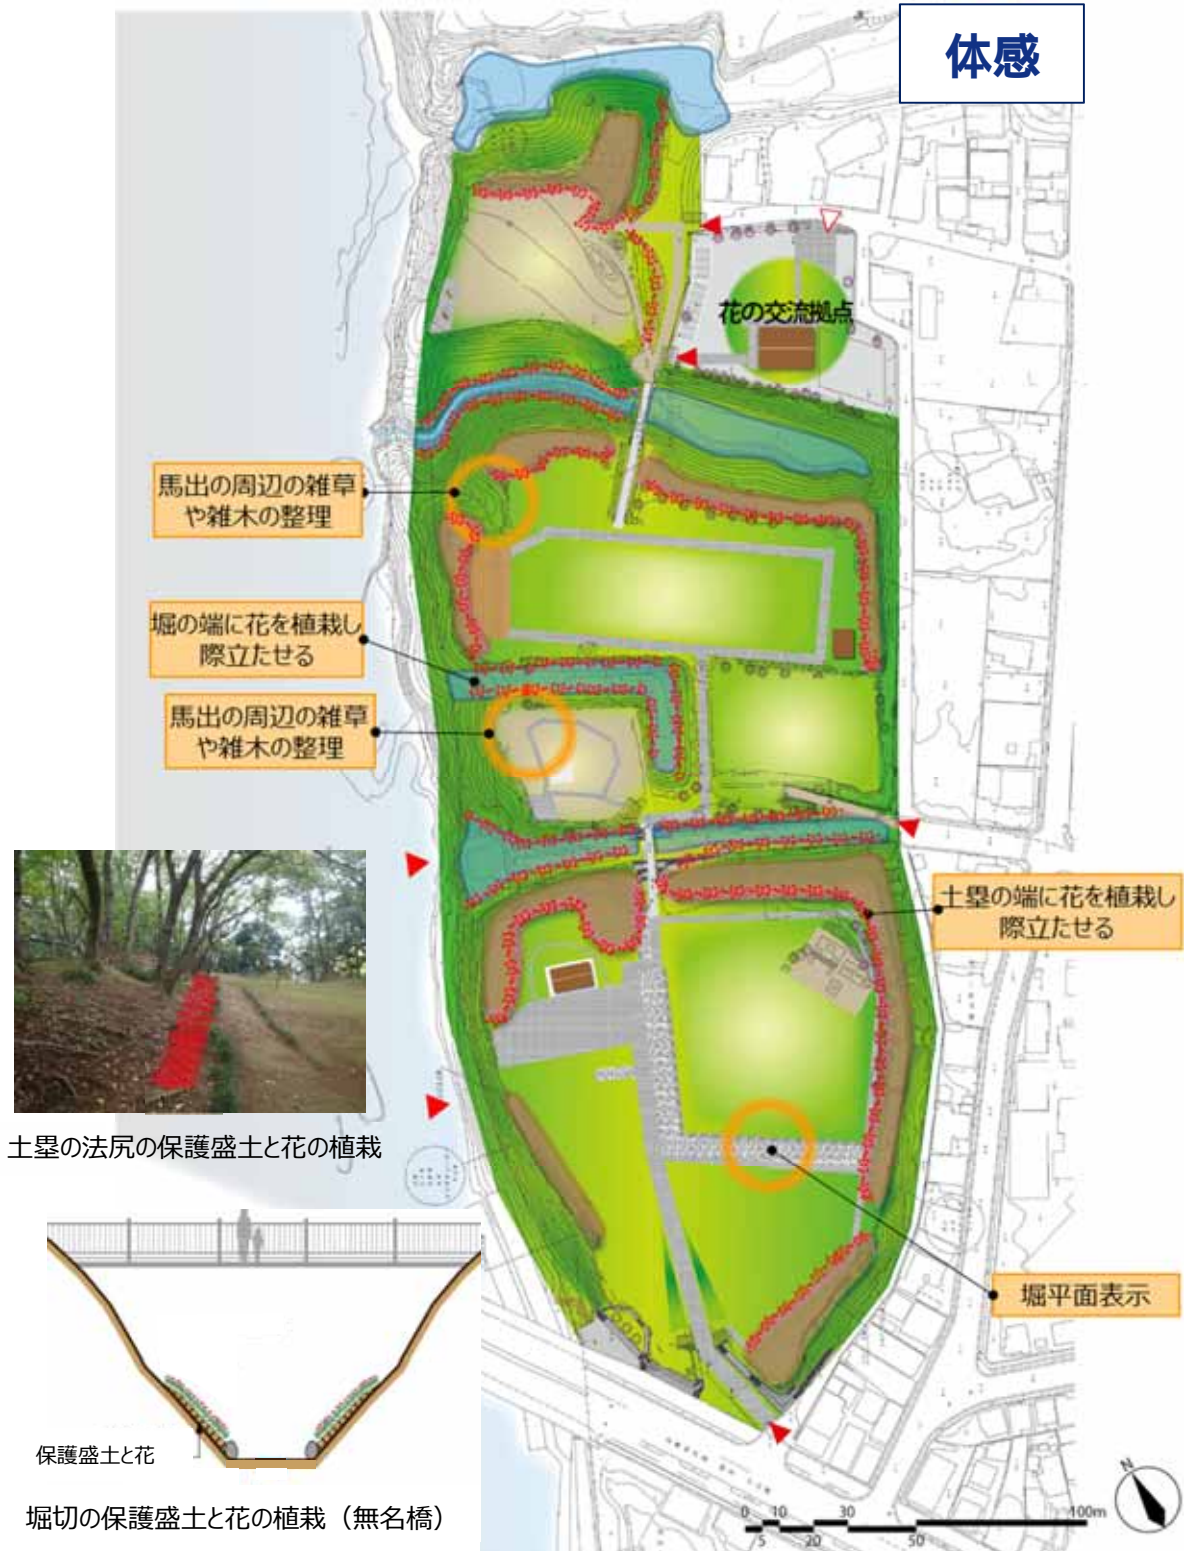 体感
花の交流拠点
馬出の周辺の雑草
や雑木の整理
堀の端に花を植栽し
際立たせる
馬出の周辺の雑草
や雑木の整理
土塁の端に花を植栽し
際立たせる
土塁の法尻の保護盛土と花の植栽
堀平面表示
保護盛土と花
堀切の保護盛土と花の植栽（無名橋）
N
0 10 30 100m
5 20 50